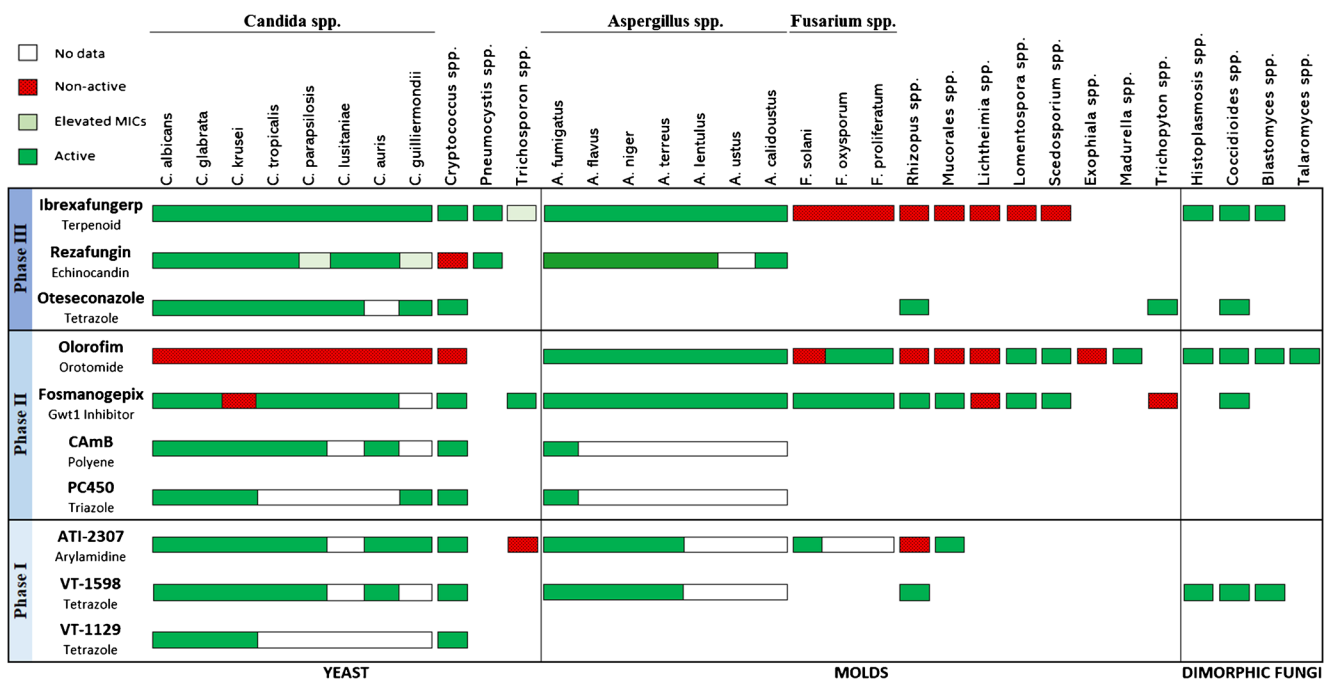 Candida spp.
Aspergillus spp.
Fusarium spp.
No data
Non-active
Elevated MICs
Active
C. albicans
C. glabrata
C. krusei
C. tropicalis
C. parapsilosis
C. lusitaniae
C. auris
C. guilliermondii
Cryptococcus spp.
Pneumocystis spp.
Trichosporon spp.
A. fumigatus
A. flavus
A. niger
A. terreus
A. lentulus
A. ustus
A. calidoustus
F. solani
F. oxysporum
F. proliferatum
Rhizopus spp.
Mucorales spp.
Lichtheimia spp.
Lomentospora spp.
Scedosporium spp.
Exophiala spp.
Madurella spp.
Trichopyton spp.
Histoplasmosis spp.
Coccidioides spp.
Blastomyces spp.
Talaromyces spp.
Phase III
Ibrexafungerp
Terpenoid
Rezafungin
Echinocandin
Oteseconazole
Tetrazole
Phase II
Olorofim
Orotomide
Fosmanogepix
Gwt1 Inhibitor
CAmB
Polyene
PC450
Triazole
Phase I
ATI-2307
Arylamidine
VT-1598
Tetrazole
VT-1129
Tetrazole
YEAST
MOLDS
DIMORPHIC FUNGI